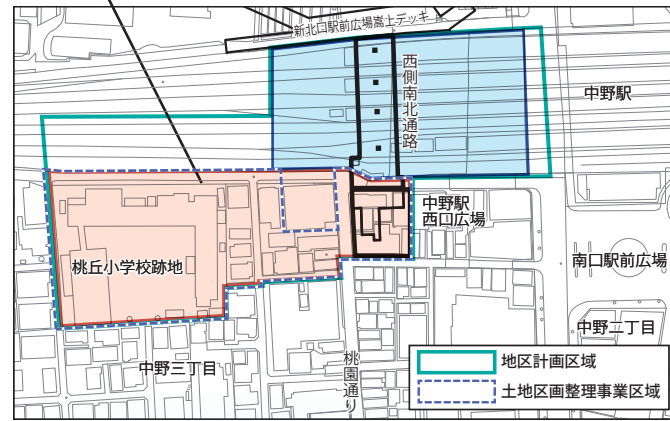 新北口駅前広場嵩上デッキ
西側南北通路
中野駅
中野駅
西口広場
桃丘小学校跡地
南口駅前広場
中野二丁目
中野三丁目
桃園通り
地区計画区域
土地区画整理事業区域